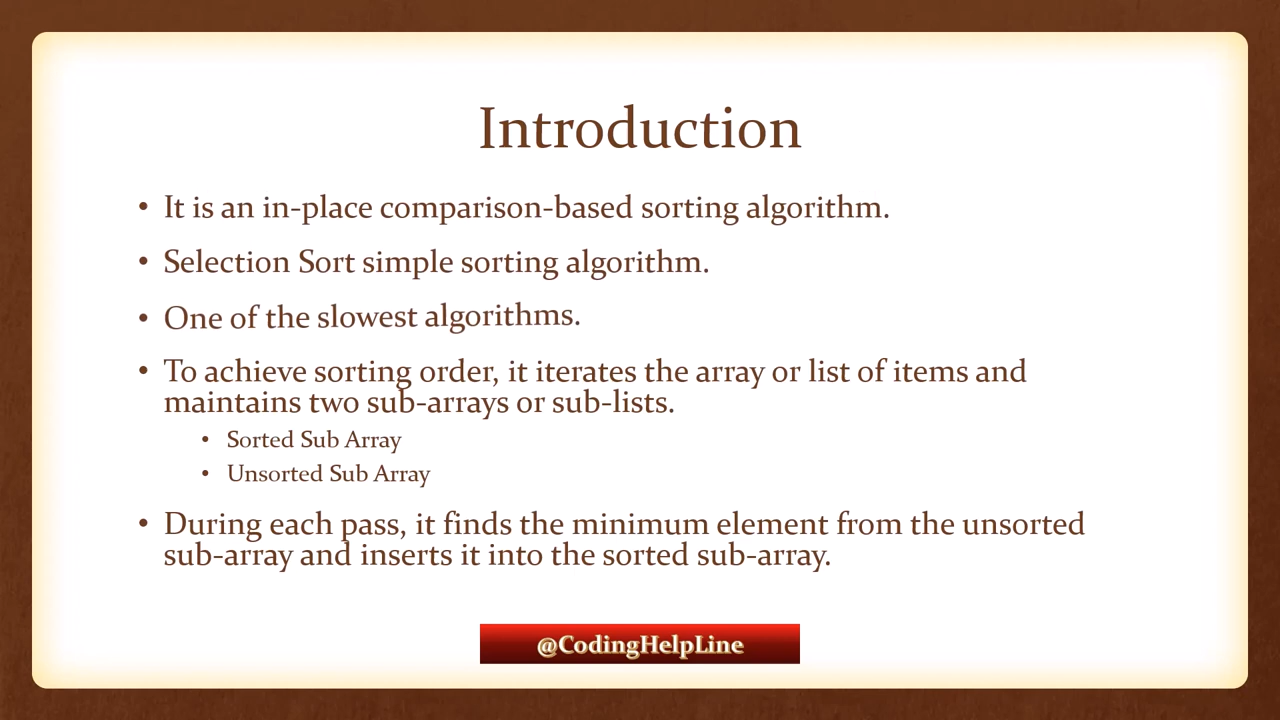 Introduction
• It is an in-place comparison-based sorting algorithm.
• Selection Sort simple sorting algorithm.
• One of the slowest algorithms.
• To achieve sorting order, it iterates the array or list of items and
maintains two sub-arrays or sub-lists.
• Sorted Sub Array
• Unsorted Sub Array
• During each pass, it finds the minimum element from the unsorted
sub-array and inserts it into the sorted sub-array.
@CodingHelpLine